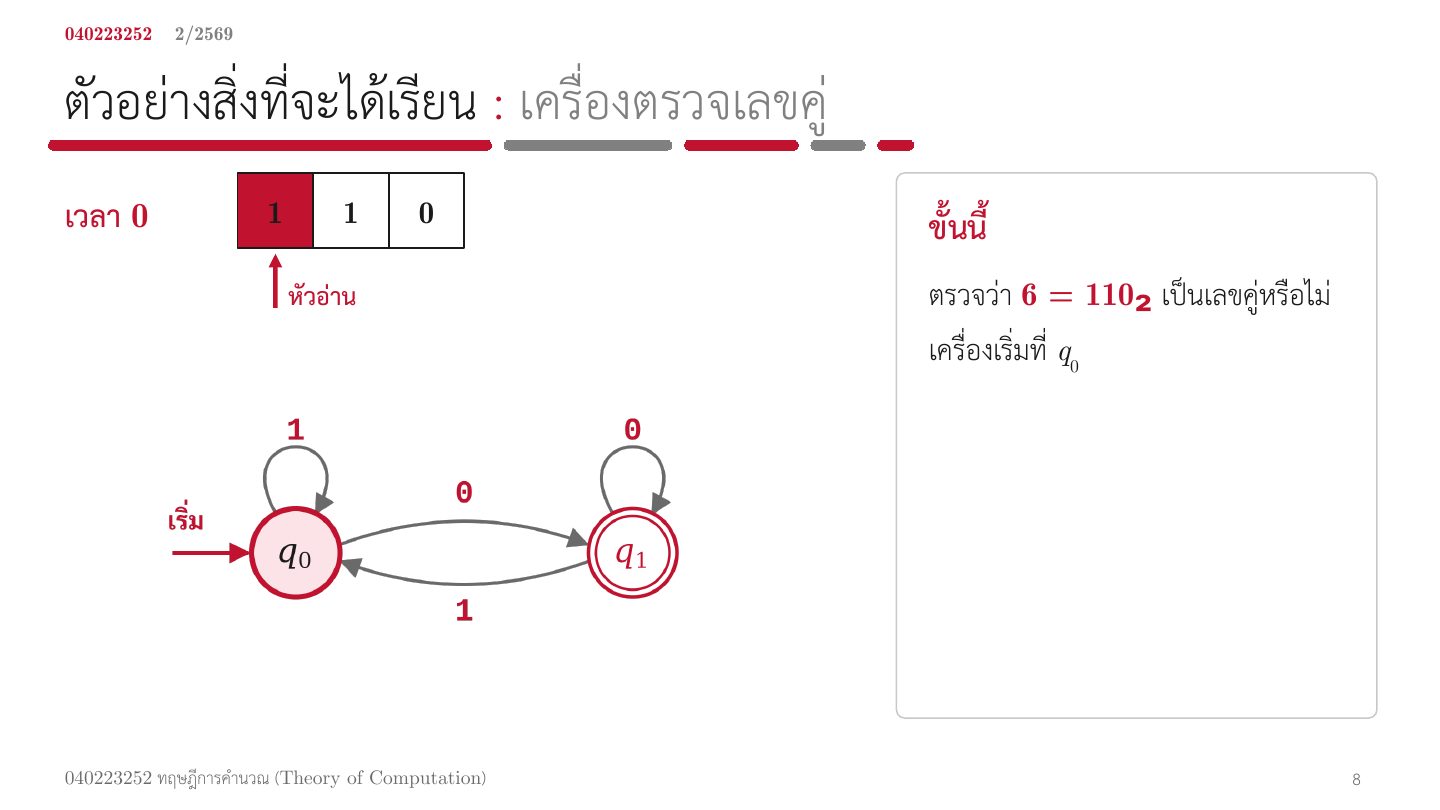 040223252 2/2569
ตัวอย่างสิ่งที่จะได้เรียน : เครื่องตรวจเลขคู่
เวลา 0
1 1 0
หัวอ่าน
ขั้นนี้
ตรวจว่า 6 = 110₂ เป็นเลขคู่หรือไม่
เครื่องเริ่มที่ q₀
1
0
0
เริ่ม
q₀
q₁
1
040223252 ทฤษฎีการคำนวณ (Theory of Computation)
8